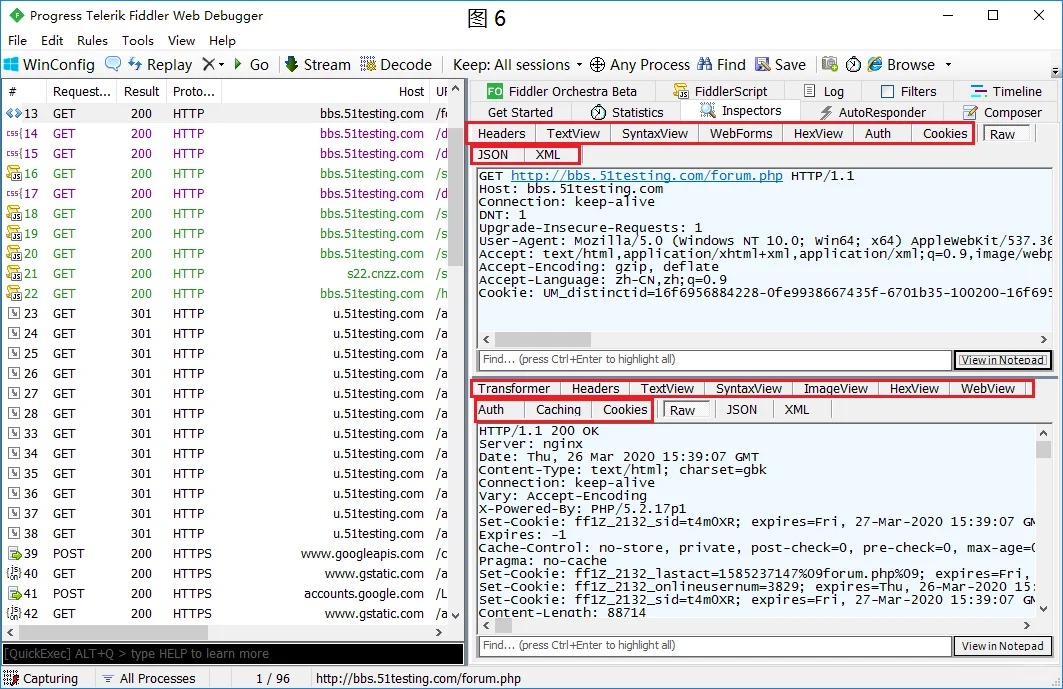 Progress Telerik Fiddler Web Debugger
图 6
File Edit Rules Tools View Help
WinConfig Replay Go Stream Decode Keep: All sessions Any Process Find Save Browse
# Request... Result Proto... Host UR
13 GET 200 HTTP bbs.51testing.com /fo
14 GET 200 HTTP bbs.51testing.com /d
15 GET 200 HTTP bbs.51testing.com /d
16 GET 200 HTTP bbs.51testing.com /s
17 GET 200 HTTP bbs.51testing.com /d
18 GET 200 HTTP bbs.51testing.com /s
19 GET 200 HTTP bbs.51testing.com /s
20 GET 200 HTTP bbs.51testing.com /s
21 GET 200 HTTP s22.cnzz.com /s
22 GET 200 HTTP bbs.51testing.com /h
23 GET 301 HTTP u.51testing.com /a
24 GET 301 HTTP u.51testing.com /a
25 GET 301 HTTP u.51testing.com /a
26 GET 301 HTTP u.51testing.com /a
27 GET 301 HTTP u.51testing.com /a
28 GET 301 HTTP u.51testing.com /a
33 GET 301 HTTP u.51testing.com /a
34 GET 301 HTTP u.51testing.com /a
35 GET 301 HTTP u.51testing.com /a
36 GET 301 HTTP u.51testing.com /a
37 GET 301 HTTP u.51testing.com /a
38 GET 301 HTTP u.51testing.com /a
39 POST 200 HTTPS www.googleapis.com /c
40 GET 200 HTTPS www.gstatic.com /a
41 POST 200 HTTPS accounts.google.com /L
42 GET 200 HTTPS www.gstatic.com /a
[QuickExec] ALT+Q > type HELP to learn more
FO Fiddler Orchestra Beta FiddlerScript Log Filters Timeline
Get Started Statistics Inspectors AutoResponder Composer
Headers TextView SyntaxView WebForms HexView Auth Cookies Raw
JSON XML
GET http://bbs.51testing.com/forum.php HTTP/1.1
Host: bbs.51testing.com
Connection: keep-alive
DNT: 1
Upgrade-Insecure-Requests: 1
User-Agent: Mozilla/5.0 (Windows NT 10.0; Win64; x64) AppleWebKit/537.36
Accept: text/html,application/xhtml+xml,application/xml;q=0.9,image/webp
Accept-Encoding: gzip, deflate
Accept-Language: zh-CN,zh;q=0.9
Cookie: UM_distinctid=16f6956884228-0fe9938667435f-6701b35-100200-16f695
Find... (press Ctrl+Enter to highlight all) View in Notepad
Transformer Headers TextView SyntaxView ImageView HexView WebView
Auth Caching Cookies Raw JSON XML
HTTP/1.1 200 OK
Server: nginx
Date: Thu, 26 Mar 2020 15:39:07 GMT
Content-Type: text/html; charset=gbk
Connection: keep-alive
Vary: Accept-Encoding
X-Powered-By: PHP/5.2.17p1
Set-Cookie: ff1Z_2132_sid=t4mOXR; expires=Fri, 27-Mar-2020 15:39:07 GM
Expires: -1
Cache-Control: no-store, private, post-check=0, pre-check=0, max-age=0
Pragma: no-cache
Set-Cookie: ff1Z_2132_lastact=1585237147%09forum.php%09; expires=Fri,
Set-Cookie: ff1Z_2132_onlineusernum=3829; expires=Thu, 26-Mar-2020 15:
Set-Cookie: ff1Z_2132_sid=t4mOXR; expires=Fri, 27-Mar-2020 15:39:07 GM
Content-Length: 88714
Find... (press Ctrl+Enter to highlight all) View in Notepad
Capturing All Processes 1 / 96 http://bbs.51testing.com/forum.php